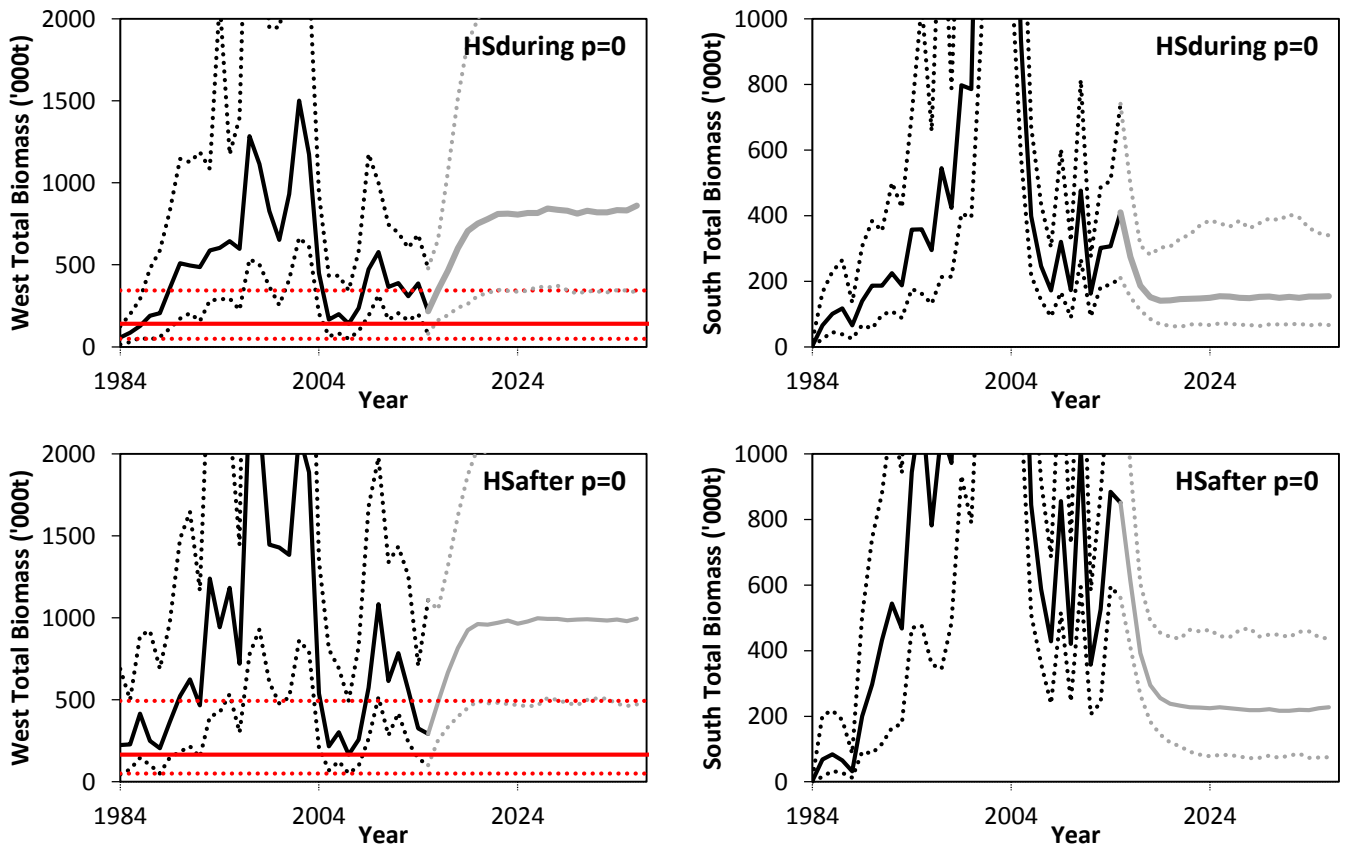 West Total Biomass ('000t)
2000
1500
1000
500
0
HSduring p=0
1984
2004
2024
Year
South Total Biomass ('000t)
1000
800
600
400
200
0
HSduring p=0
1984
2004
2024
Year
West Total Biomass ('000t)
2000
1500
1000
500
0
HSafter p=0
1984
2004
2024
Year
South Total Biomass ('000t)
1000
800
600
400
200
0
HSafter p=0
1984
2004
2024
Year